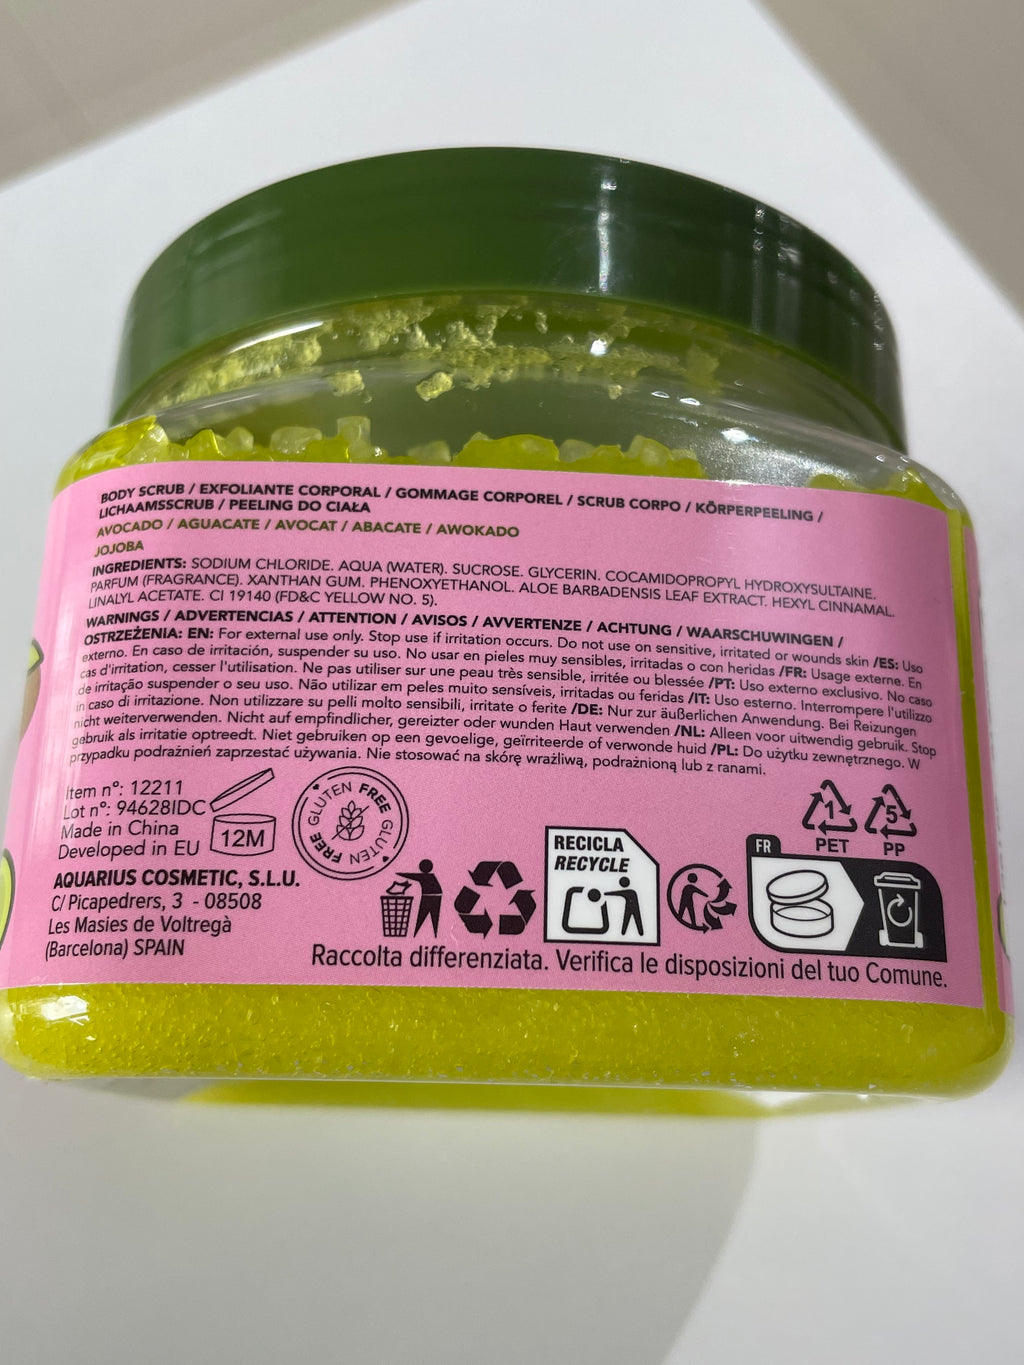 BODY SCRUB / EXFOLIANTE CORPORAL / GOMMAGE CORPOREL / SCRUB CORPO / KÖRPERPEELING /
LICHAAMSSCRUB / PEELING DO CIAŁA
AVOCADO / AGUACATE / AVOCAT / ABACATE / AWOKADO
JOJOBA
INGREDIENTS: SODIUM CHLORIDE. AQUA (WATER). SUCROSE. GLYCERIN. COCAMIDOPROPYL HYDROXYSULTAINE.
PARFUM (FRAGRANCE). XANTHAN GUM. PHENOXYETHANOL. ALOE BARBADENSIS LEAF EXTRACT. HEXYL CINNAMAL.
LINALYL ACETATE. CI 19140 (FD&C YELLOW NO. 5).
WARNINGS / ADVERTENCIAS / ATTENTION / AVISOS / AVVERTENZE / ACHTUNG / WAARSCHUWINGEN /
OSTRZEŻENIA: EN: For external use only. Stop use if irritation occurs. Do not use on sensitive, irritated or wounds skin /ES: Uso
externo. En caso de irritación, suspender su uso. No usar en pieles muy sensibles, irritadas o con heridas /FR: Usage externe. En
cas d'irritation, cesser l'utilisation. Ne pas utiliser sur une peau très sensible, irritée ou blessée /PT: Uso externo exclusivo. No caso
de irritação suspender o seu uso. Não utilizar em peles muito sensíveis, irritadas ou feridas /IT: Uso esterno. Interrompere l'utilizzo
in caso di irritazione. Non utilizzare su pelli molto sensibili, irritate o ferite /DE: Nur zur äußerlichen Anwendung. Bei Reizungen
nicht weiterverwenden. Nicht auf empfindlicher, gereizter oder wunden Haut verwenden /NL: Alleen voor uitwendig gebruik. Stop
gebruik als irritatie optreedt. Niet gebruiken op een gevoelige, geïrriteerde of verwonde huid /PL: Do użytku zewnętrznego. W
przypadku podrażnień zaprzestać używania. Nie stosować na skórę wrażliwą, podrażnioną lub z ranami.
Item nº: 12211
Lot nº: 94628IDC
Made in China
Developed in EU
12M
GLUTEN FREE GLUTEN FREE
AQUARIUS COSMETIC, S.L.U.
C/ Picapedrers, 3 - 08508
Les Masies de Voltregà
(Barcelona) SPAIN
RECICLA
RECYCLE
1
PET
5
PP
FR
Raccolta differenziata. Verifica le disposizioni del tuo Comune.